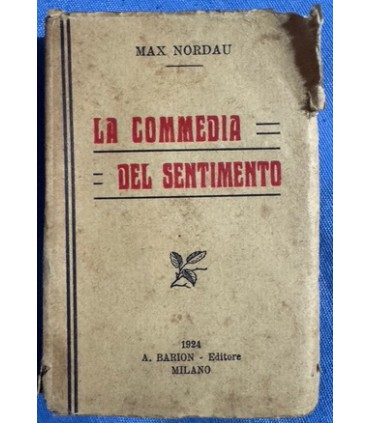 MAX NORDAU
LA COMMEDIA
DEL SENTIMENTO
1924
A. BARION - Editore
MILANO